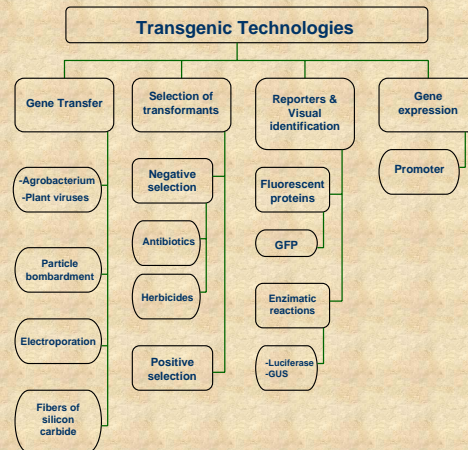 Transgenic Technologies
Gene Transfer
-Agrobacterium
-Plant viruses
Particle
bombardment
Electroporation
Fibers of
silicon
carbide
Selection of
transformants
Negative
selection
Antibiotics
Herbicides
Positive
selection
Reporters &
Visual
identification
Fluorescent
proteins
GFP
Enzimatic
reactions
-Luciferase
-GUS
Gene
expression
Promoter